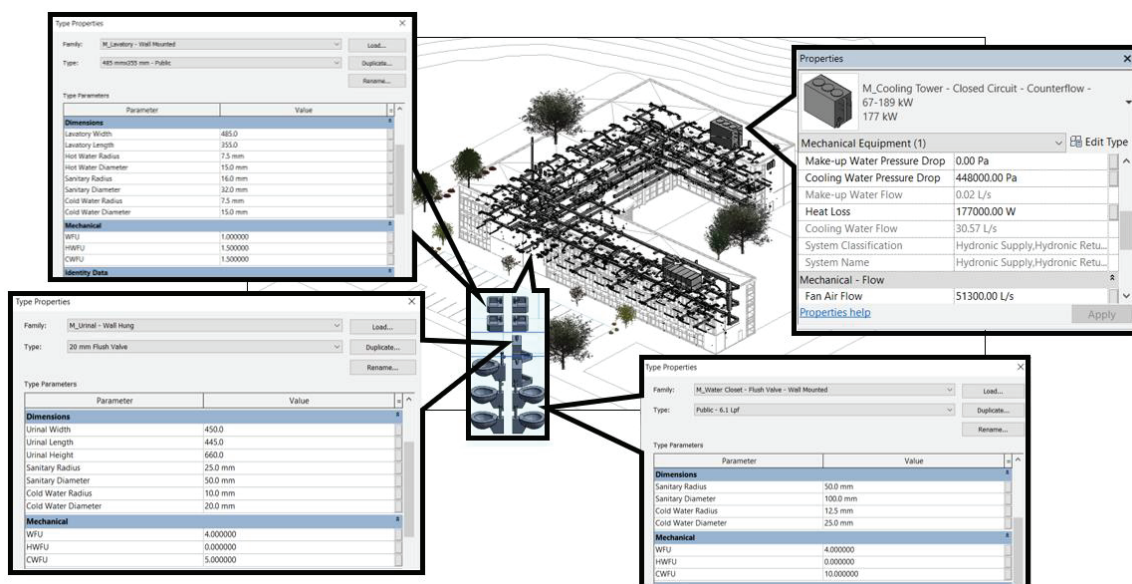 Type Properties
Family: M_Lavatory - Wall Mounted Load...
Type: 485 mmx355 mm - Public Duplicate...
Rename...
Type Parameters
Parameter Value =
Dimensions
Lavatory Width 485.0
Lavatory Length 355.0
Hot Water Radius 7.5 mm
Hot Water Diameter 15.0 mm
Sanitary Radius 16.0 mm
Sanitary Diameter 32.0 mm
Cold Water Radius 7.5 mm
Cold Water Diameter 15.0 mm
Mechanical
WFU 1.000000
HWFU 1.500000
CWFU 1.500000
Identity Data
Properties
M_Cooling Tower - Closed Circuit - Counterflow -
67-189 kW
177 kW
Mechanical Equipment (1) Edit Type
Make-up Water Pressure Drop 0.00 Pa
Cooling Water Pressure Drop 448000.00 Pa
Make-up Water Flow 0.02 L/s
Heat Loss 177000.00 W
Cooling Water Flow 30.57 L/s
System Classification Hydronic Supply,Hydronic Retu...
System Name Hydronic Supply,Hydronic Retu...
Mechanical - Flow
Fan Air Flow 51300.00 L/s
Properties help Apply
Type Properties
Family: M_Urinal - Wall Hung Load...
Type: 20 mm Flush Valve Duplicate...
Rename...
Type Parameters
Parameter Value =
Dimensions
Urinal Width 450.0
Urinal Length 445.0
Urinal Height 660.0
Sanitary Radius 25.0 mm
Sanitary Diameter 50.0 mm
Cold Water Radius 10.0 mm
Cold Water Diameter 20.0 mm
Mechanical
WFU 4.000000
HWFU 0.000000
CWFU 5.000000
Type Properties
Family: M_Water Closet - Flush Valve - Wall Mounted Load...
Type: Public - 6.1 Lpf Duplicate...
Rename...
Type Parameters
Parameter Value =
Dimensions
Sanitary Radius 50.0 mm
Sanitary Diameter 100.0 mm
Cold Water Radius 12.5 mm
Cold Water Diameter 25.0 mm
Mechanical
WFU 4.000000
HWFU 0.000000
CWFU 10.000000